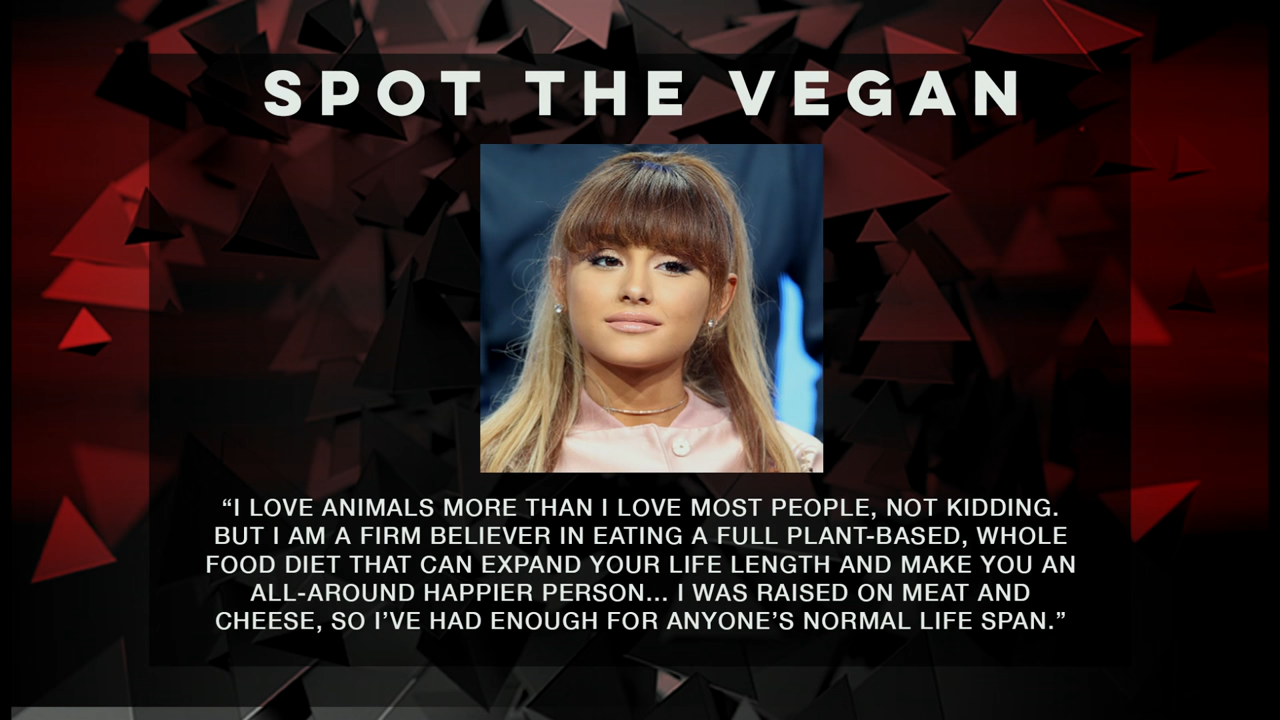 SPOT THE VEGAN
“I LOVE ANIMALS MORE THAN I LOVE MOST PEOPLE, NOT KIDDING.
BUT I AM A FIRM BELIEVER IN EATING A FULL PLANT-BASED, WHOLE
FOOD DIET THAT CAN EXPAND YOUR LIFE LENGTH AND MAKE YOU AN
ALL-AROUND HAPPIER PERSON... I WAS RAISED ON MEAT AND
CHEESE, SO I’VE HAD ENOUGH FOR ANYONE’S NORMAL LIFE SPAN.”